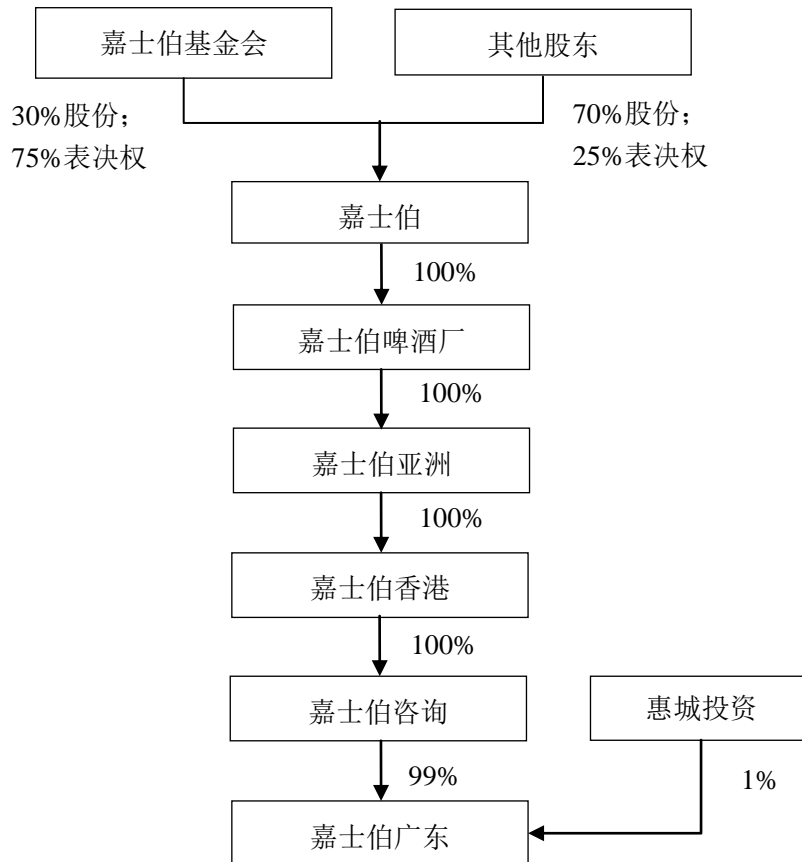 嘉士伯基金会
其他股东
30%股份；
75%表决权
70%股份；
25%表决权
嘉士伯
100%
嘉士伯啤酒厂
100%
嘉士伯亚洲
100%
嘉士伯香港
100%
嘉士伯咨询
惠城投资
99%
1%
嘉士伯广东